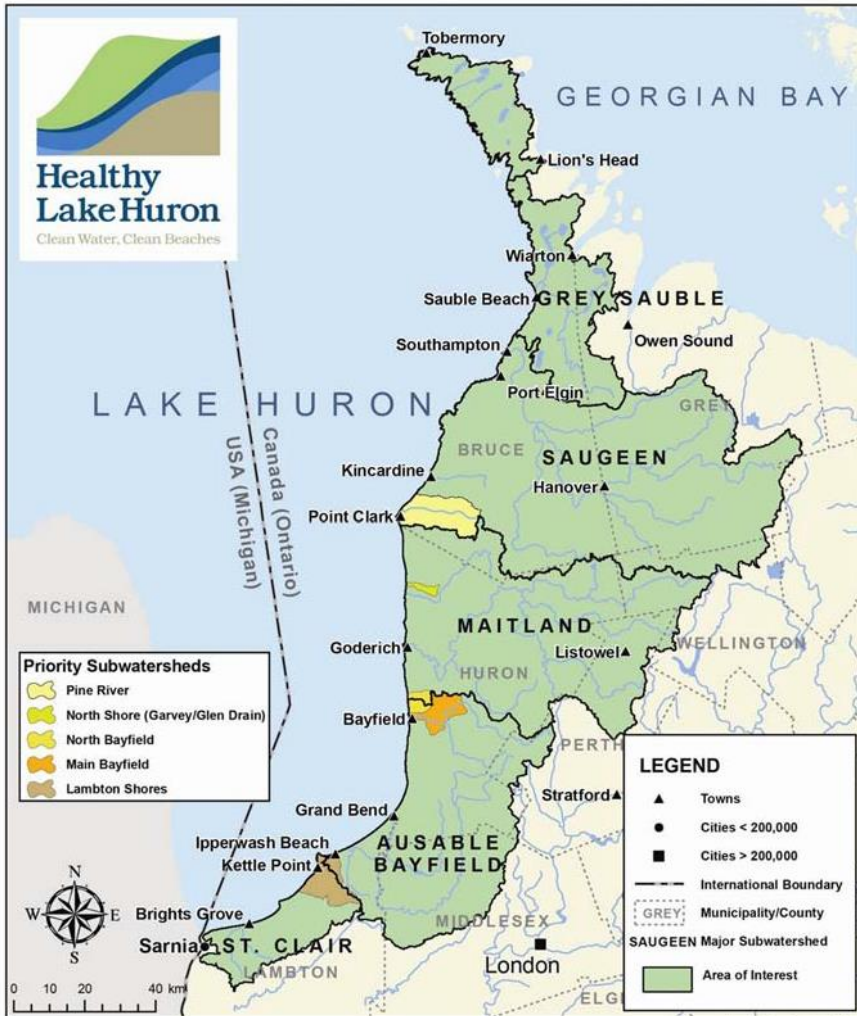 Healthy
Lake Huron
Clean Water, Clean Beaches
Tobermory
GEORGIAN BAY
Lion's Head
Wiarton
Sauble Beach
GREY SAUBLE
Southampton
Owen Sound
Port Elgin
LAKE HURON
GREY
BRUCE
SAUGEEN
Kincardine
Hanover
Point Clark
Canada (Ontario)
USA (Michigan)
MICHIGAN
MAITLAND
Goderich
Listowel
WELLINGTON
HURON
Priority Subwatersheds
Pine River
North Shore (Garvey/Glen Drain)
North Bayfield
Main Bayfield
Lambton Shores
Bayfield
PERTH
Stratford
Grand Bend
Ipperwash Beach
AUSABLE
BAYFIELD
Kettle Point
Brights Grove
MIDDLESEX
Sarnia
ST. CLAIR
LAMBTON
London
ELGI
N
W
E
S
0 10 20 40 km
LEGEND
Towns
Cities < 200,000
Cities > 200,000
International Boundary
GREY Municipality/County
SAUGEEN Major Subwatershed
Area of Interest